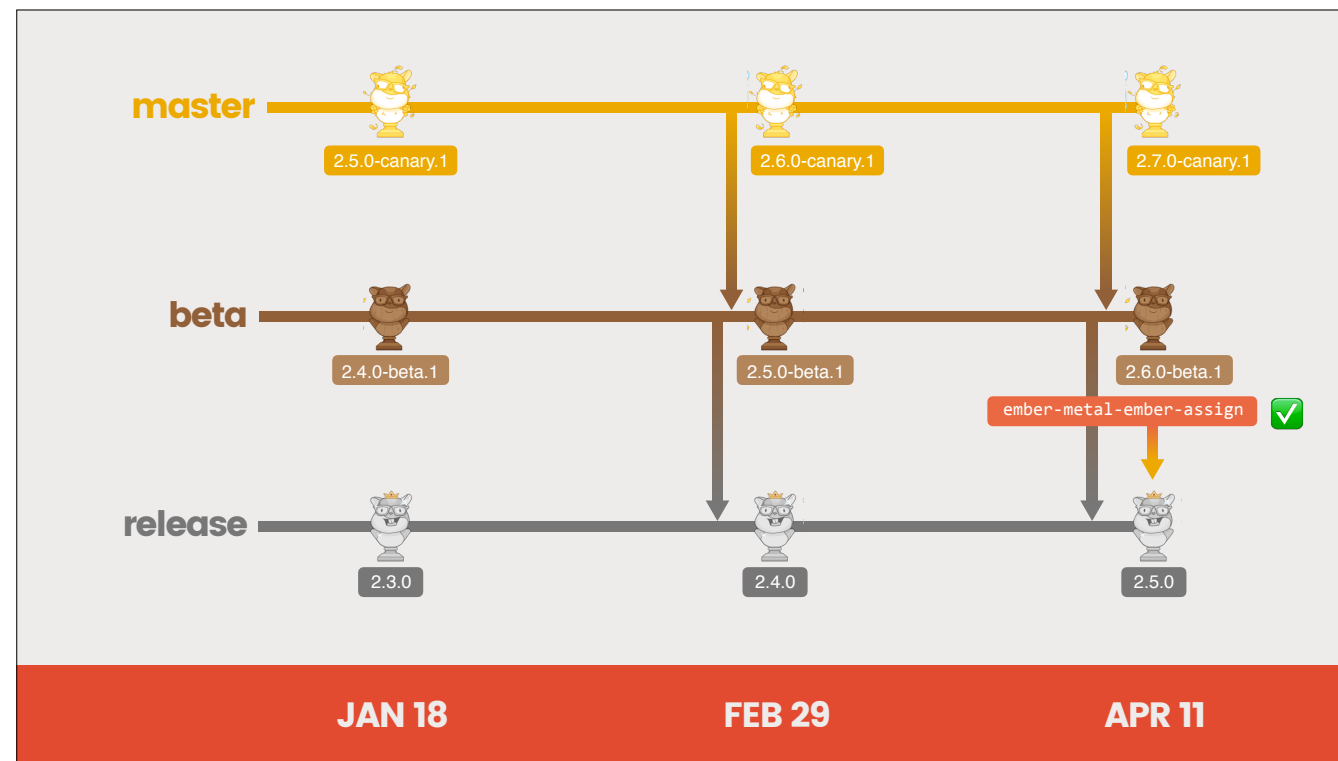 master
2.5.0-canary.1
2.6.0-canary.1
2.7.0-canary.1
beta
2.4.0-beta.1
2.5.0-beta.1
2.6.0-beta.1
ember-metal-ember-assign
release
2.3.0
2.4.0
2.5.0
JAN 18
FEB 29
APR 11